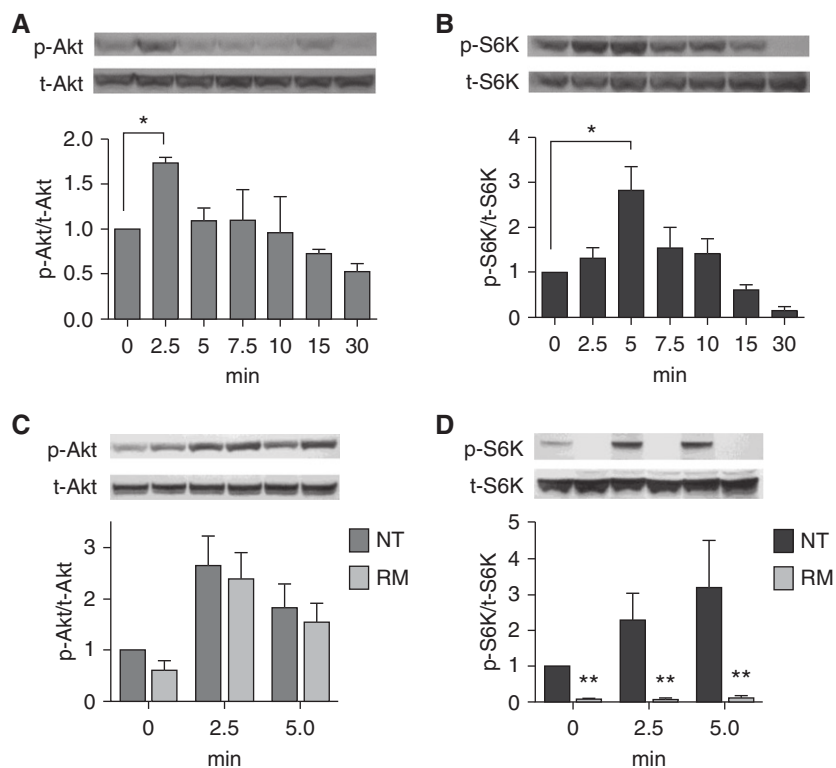 A
p-Akt
t-Akt
*
2.0
1.5
1.0
0.5
0.0
p-Akt/t-Akt
0 2.5 5 7.5 10 15 30
min
B
p-S6K
t-S6K
*
4
3
2
1
0
p-S6K/t-S6K
0 2.5 5 7.5 10 15 30
min
C
p-Akt
t-Akt
3
2
1
0
p-Akt/t-Akt
NT
RM
0 2.5 5.0
min
D
p-S6K
t-S6K
5
4
3
2
1
0
p-S6K/t-S6K
NT
RM
** ** **
0 2.5 5.0
min